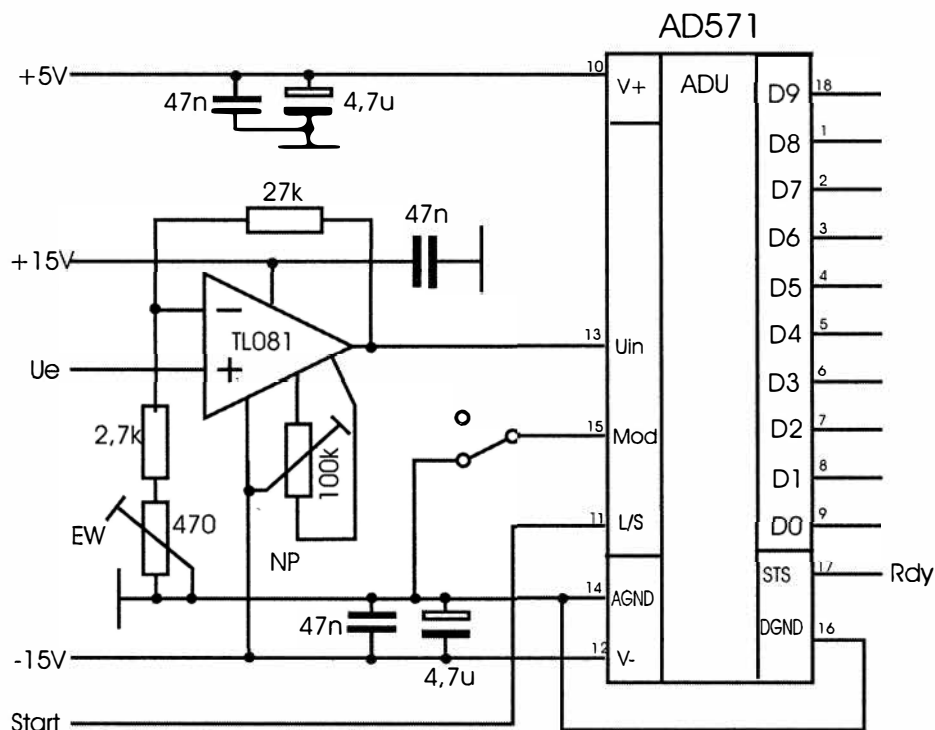 AD571
+5V
10
V+
ADU
D9
18
47n
4,7u
D8
1
D7
2
27k
47n
D6
3
+15V
D5
4
TL081
−
+
13
Uin
D4
5
Ue
D3
6
2,7k
100k
15
Mod
D2
7
D1
8
470
EW
NP
11
L/S
D0
9
STS
17
Rdy
14
AGND
47n
4,7u
DGND
16
-15V
12
V-
Start